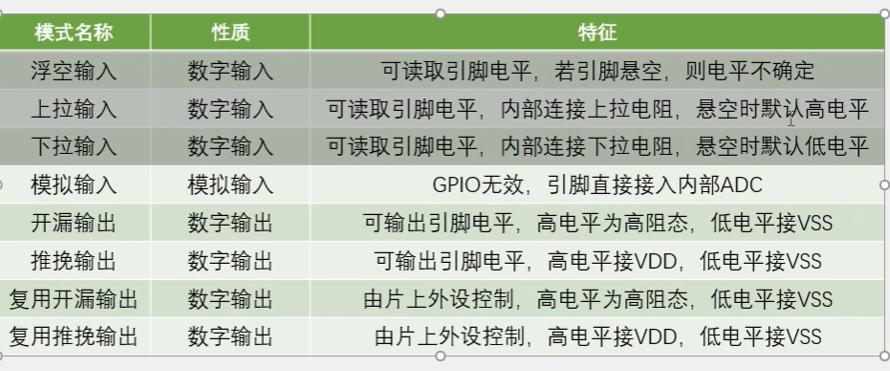 模式名称 性质 特征
浮空输入 数字输入 可读取引脚电平，若引脚悬空，则电平不确定
上拉输入 数字输入 可读取引脚电平，内部连接上拉电阻，悬空时默认高电平
下拉输入 数字输入 可读取引脚电平，内部连接下拉电阻，悬空时默认低电平
模拟输入 模拟输入 GPIO无效，引脚直接接入内部ADC
开漏输出 数字输出 可输出引脚电平，高电平为高阻态，低电平接VSS
推挽输出 数字输出 可输出引脚电平，高电平接VDD，低电平接VSS
复用开漏输出 数字输出 由片上外设控制，高电平为高阻态，低电平接VSS
复用推挽输出 数字输出 由片上外设控制，高电平接VDD，低电平接VSS